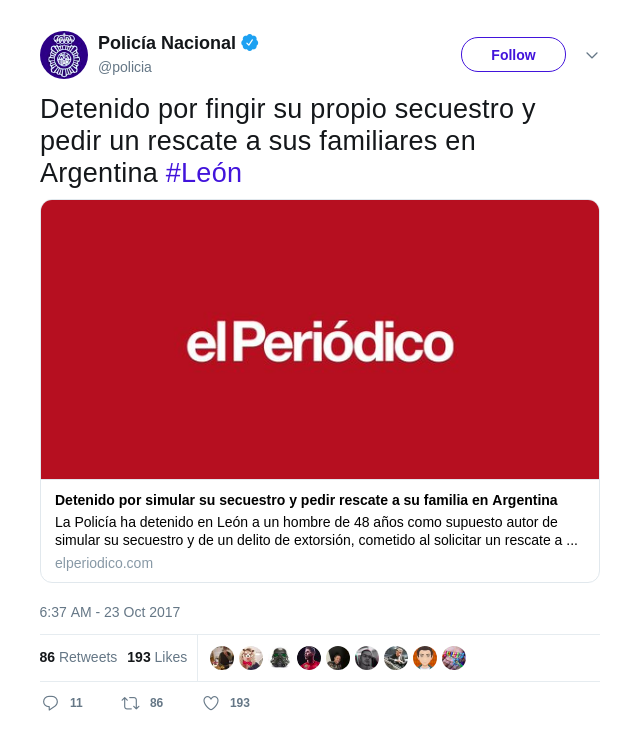 Policía Nacional
@policia
Follow
Detenido por fingir su propio secuestro y
pedir un rescate a sus familiares en
Argentina #León
elPeriódico
Detenido por simular su secuestro y pedir rescate a su familia en Argentina
La Policía ha detenido en León a un hombre de 48 años como supuesto autor de
simular su secuestro y de un delito de extorsión, cometido al solicitar un rescate a ...
elperiodico.com
6:37 AM - 23 Oct 2017
86 Retweets 193 Likes
11 86 193